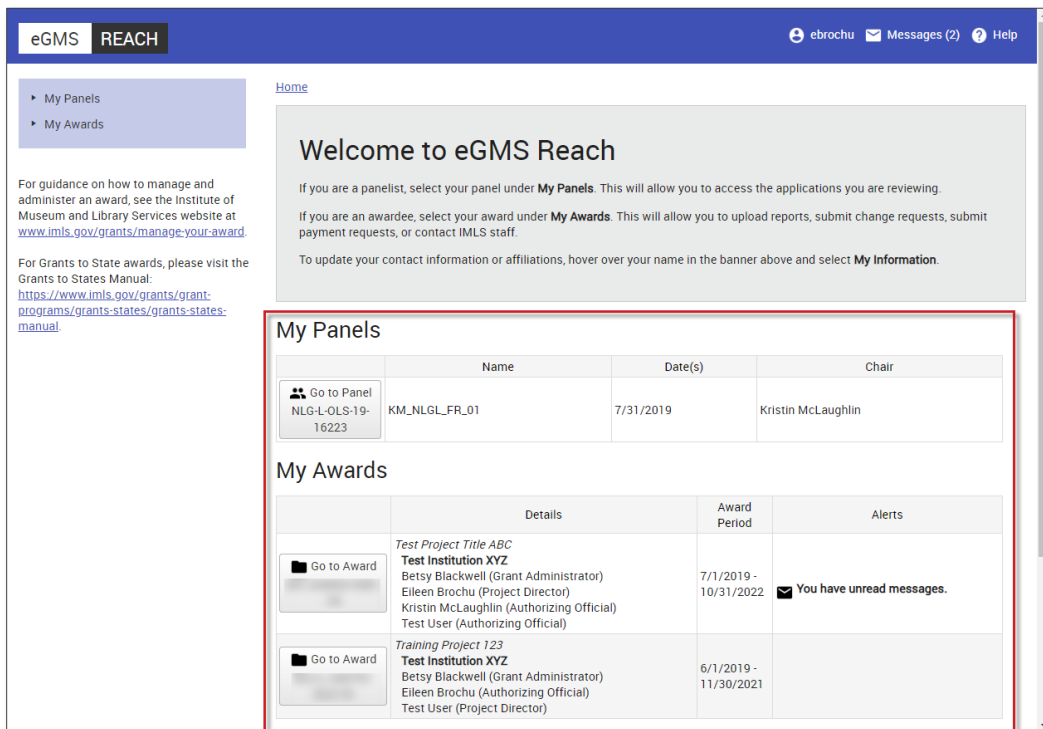 eGMS REACH
ebrochu Messages (2) Help
My Panels
My Awards
For guidance on how to manage and
administer an award, see the Institute of
Museum and Library Services website at
www.imls.gov/grants/manage-your-award.
For Grants to State awards, please visit the
Grants to States Manual:
https://www.imls.gov/grants/grant-
programs/grants-states/grants-states-
manual.
Home
Welcome to eGMS Reach
If you are a panelist, select your panel under My Panels. This will allow you to access the applications you are reviewing.
If you are an awardee, select your award under My Awards. This will allow you to upload reports, submit change requests, submit
payment requests, or contact IMLS staff.
To update your contact information or affiliations, hover over your name in the banner above and select My Information.
My Panels
Name Date(s) Chair
Go to Panel
NLG-L-OLS-19-
16223
KM_NLGL_FR_01 7/31/2019 Kristin McLaughlin
My Awards
Details Award
Period Alerts
Go to Award
Test Project Title ABC
Test Institution XYZ
Betsy Blackwell (Grant Administrator)
Eileen Brochu (Project Director)
Kristin McLaughlin (Authorizing Official)
Test User (Authorizing Official)
7/1/2019 -
10/31/2022
You have unread messages.
Go to Award
Training Project 123
Test Institution XYZ
Betsy Blackwell (Grant Administrator)
Eileen Brochu (Authorizing Official)
Test User (Project Director)
6/1/2019 -
11/30/2021